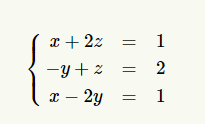 x + 2z = 1
−y + z = 2
x − 2y = 1